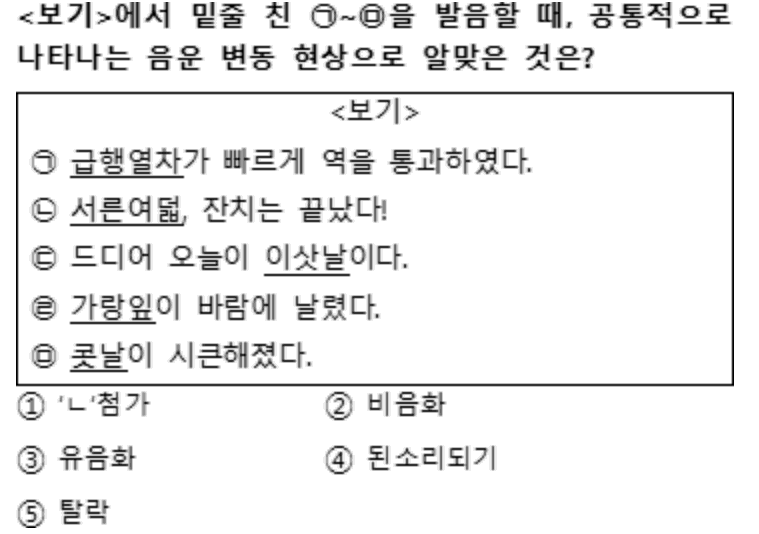 <보기>에서 밑줄 친 ㉠~㉤을 발음할 때, 공통적으로
나타나는 음운 변동 현상으로 알맞은 것은?
<보기>
㉠ 급행열차가 빠르게 역을 통과하였다.
㉡ 서른여덟, 잔치는 끝났다!
㉢ 드디어 오늘이 이삿날이다.
㉣ 가랑잎이 바람에 날렸다.
㉤ 콧날이 시큰해졌다.
① ‘ㄴ‘첨가 ② 비음화
③ 유음화 ④ 된소리되기
⑤ 탈락